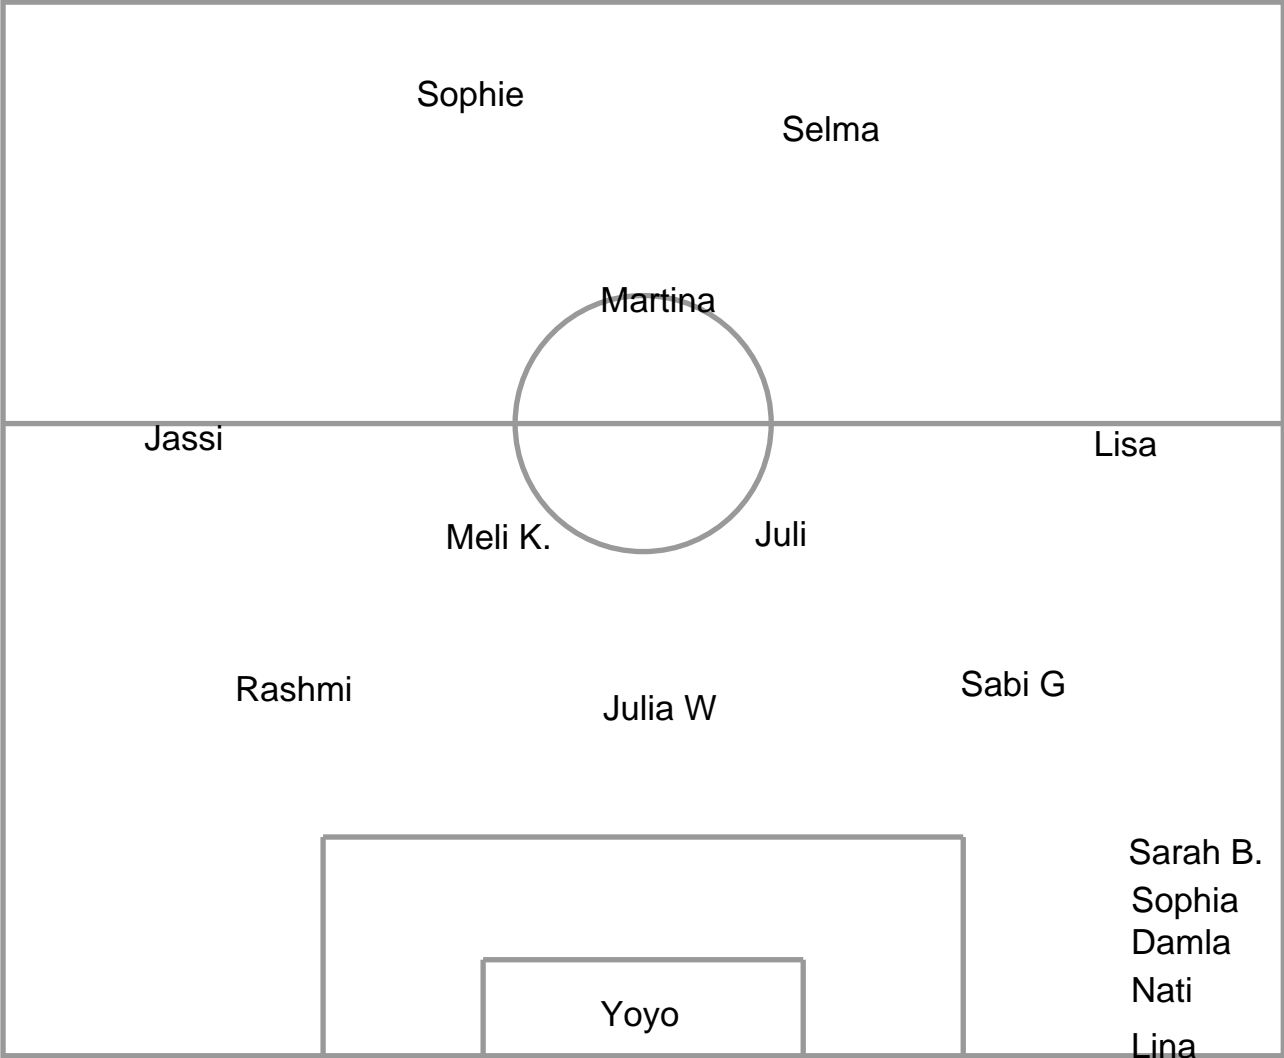 Sophie
Selma
Martina
Jassi
Lisa
Meli K.
Juli
Rashmi
Julia W
Sabi G
Sarah B.
Sophia
Damla
Nati
Yoyo
Lina